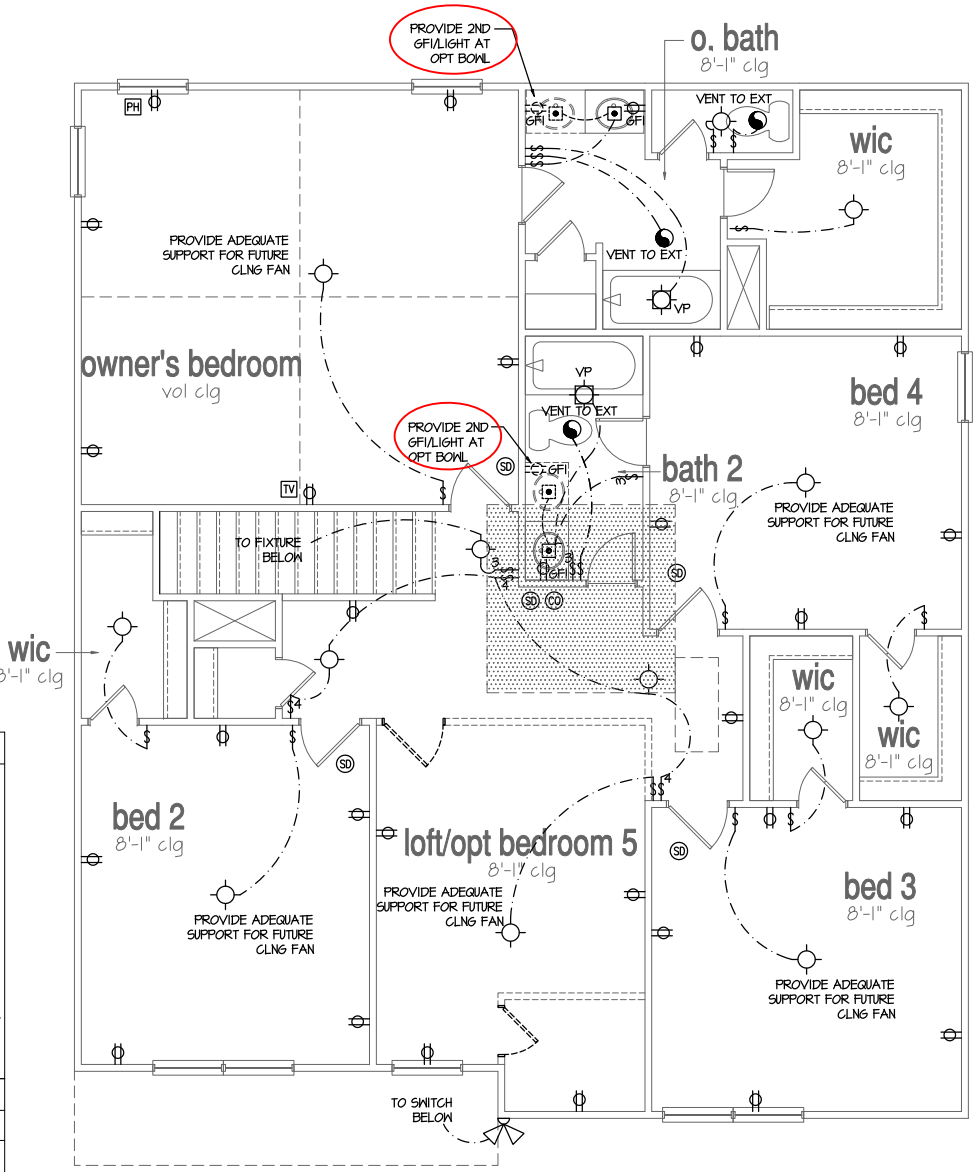 PROVIDE 2ND
GFI/LIGHT AT
OPT BOWL
o. bath
8'-1" clg
PH
GFI
GFI
VENT TO EXT
$
$
wic
8'-1" clg
$
$
$
$
PROVIDE ADEQUATE
SUPPORT FOR FUTURE
CLNG FAN
VENT TO EXT
VP
owner's bedroom
vol clg
VP
VENT TO EXT
bed 4
8'-1" clg
PROVIDE 2ND
GFI/LIGHT AT
OPT BOWL
SD
GFI
bath 2
8'-1" clg
$3
TV
$
PROVIDE ADEQUATE
SUPPORT FOR FUTURE
CLNG FAN
TO FIXTURE
BELOW
3
$$
$$
4
3
$$
GFI
SD
CO
SD
$
$
wic
8'-1" clg
$4
wic
8'-1" clg
wic
8'-1" clg
$
$
SD
$$4
bed 2
8'-1" clg
loft/opt bedroom 5
8'-1" clg
$
$
SD
bed 3
8'-1" clg
PROVIDE ADEQUATE
SUPPORT FOR FUTURE
CLNG FAN
PROVIDE ADEQUATE
SUPPORT FOR FUTURE
CLNG FAN
PROVIDE ADEQUATE
SUPPORT FOR FUTURE
CLNG FAN
TO SWITCH
BELOW